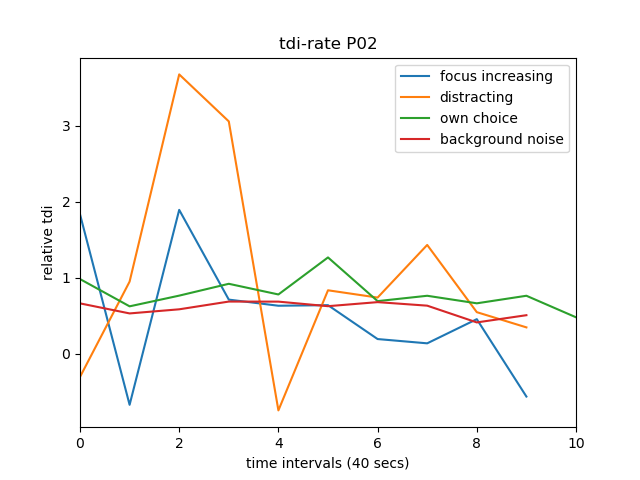 tdi-rate P02
focus increasing
distracting
own choice
background noise
relative tdi
3
2
1
0
0 2 4 6 8 10
time intervals (40 secs)